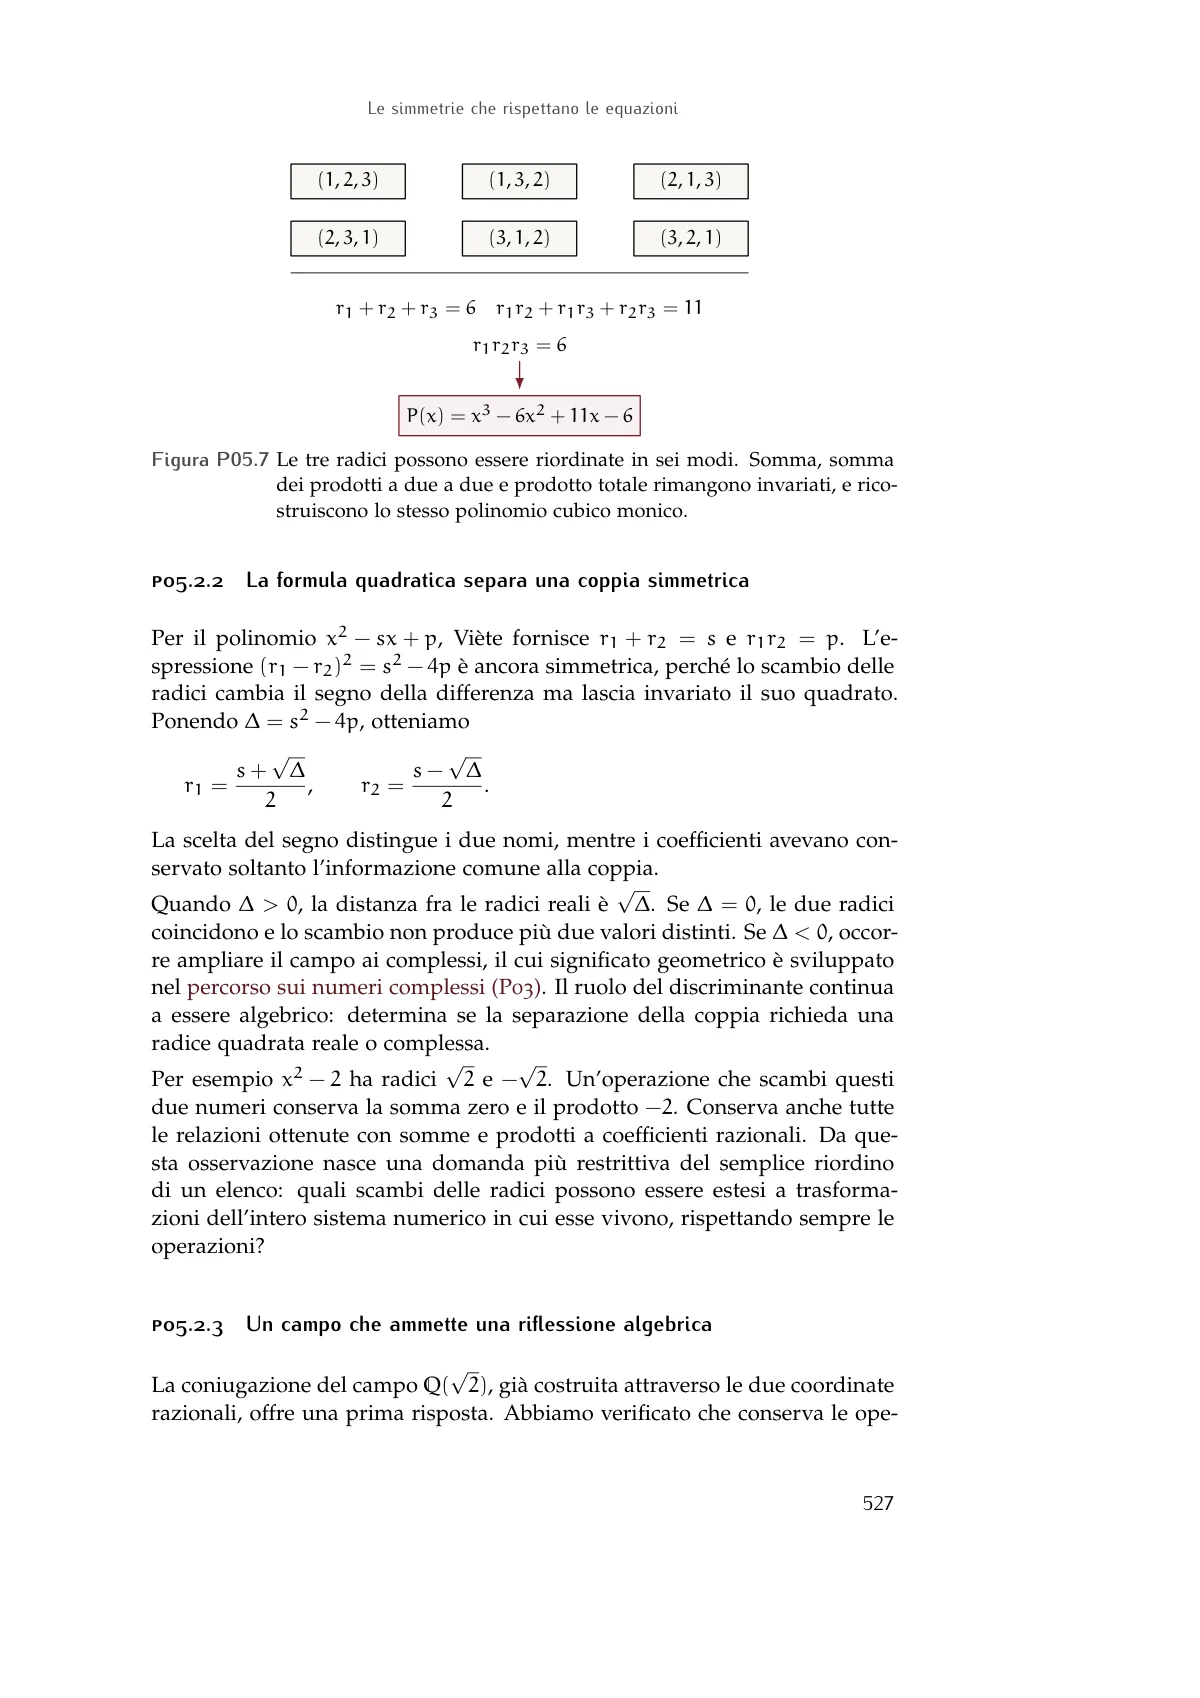 Le simmetrie che rispettano le equazioni
(1, 2, 3) (1, 3, 2) (2, 1, 3)
(2, 3, 1) (3, 1, 2) (3, 2, 1)
r₁ + r₂ + r₃ = 6 r₁r₂ + r₁r₃ + r₂r₃ = 11
r₁r₂r₃ = 6
P(x) = x³ − 6x² + 11x − 6
Figura P05.7 Le tre radici possono essere riordinate in sei modi. Somma, somma
dei prodotti a due a due e prodotto totale rimangono invariati, e rico-
struiscono lo stesso polinomio cubico monico.
P05.2.2 La formula quadratica separa una coppia simmetrica
Per il polinomio x² − sx + p, Viète fornisce r₁ + r₂ = s e r₁r₂ = p. L'e-
spressione (r₁ − r₂)² = s² − 4p è ancora simmetrica, perché lo scambio delle
radici cambia il segno della differenza ma lascia invariato il suo quadrato.
Ponendo Δ = s² − 4p, otteniamo
r₁ = (s + √Δ)/2, r₂ = (s − √Δ)/2.
La scelta del segno distingue i due nomi, mentre i coefficienti avevano con-
servato soltanto l'informazione comune alla coppia.
Quando Δ > 0, la distanza fra le radici reali è √Δ. Se Δ = 0, le due radici
coincidono e lo scambio non produce più due valori distinti. Se Δ < 0, occor-
re ampliare il campo ai complessi, il cui significato geometrico è sviluppato
nel percorso sui numeri complessi (P03). Il ruolo del discriminante continua
a essere algebrico: determina se la separazione della coppia richieda una
radice quadrata reale o complessa.
Per esempio x² − 2 ha radici √2 e −√2. Un'operazione che scambi questi
due numeri conserva la somma zero e il prodotto −2. Conserva anche tutte
le relazioni ottenute con somme e prodotti a coefficienti razionali. Da que-
sta osservazione nasce una domanda più restrittiva del semplice riordino
di un elenco: quali scambi delle radici possono essere estesi a trasforma-
zioni dell'intero sistema numerico in cui esse vivono, rispettando sempre le
operazioni?
P05.2.3 Un campo che ammette una riflessione algebrica
La coniugazione del campo ℚ(√2), già costruita attraverso le due coordinate
razionali, offre una prima risposta. Abbiamo verificato che conserva le ope-
527